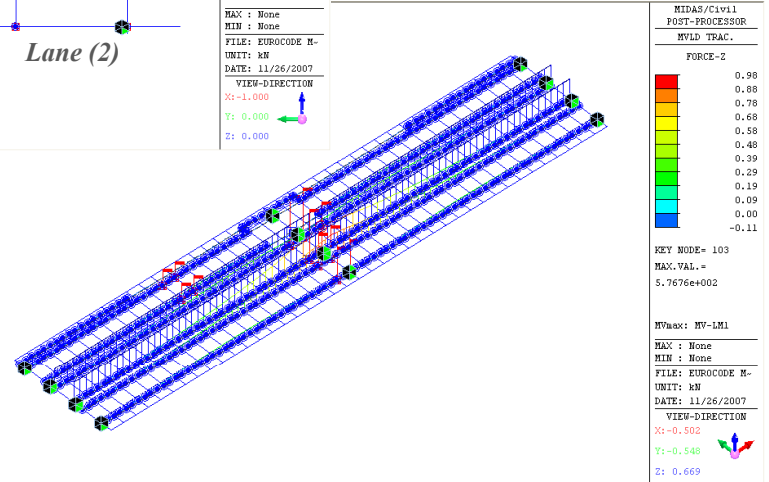 Lane (2)
MAX : None
MIN : None
FILE: EUROCODE M~
UNIT: kN
DATE: 11/26/2007
VIEW-DIRECTION
X:-1.000
Y: 0.000
Z: 0.000
MIDAS/Civil
POST-PROCESSOR
MVLD TRAC.
FORCE-Z
0.98
0.88
0.78
0.68
0.58
0.48
0.39
0.29
0.19
0.09
0.00
-0.11
KEY NODE= 103
MAX.VAL.=
5.7676e+002
MVmax: MV-LM1
MAX : None
MIN : None
FILE: EUROCODE M~
UNIT: kN
DATE: 11/26/2007
VIEW-DIRECTION
X:-0.502
Y:-0.548
Z: 0.669